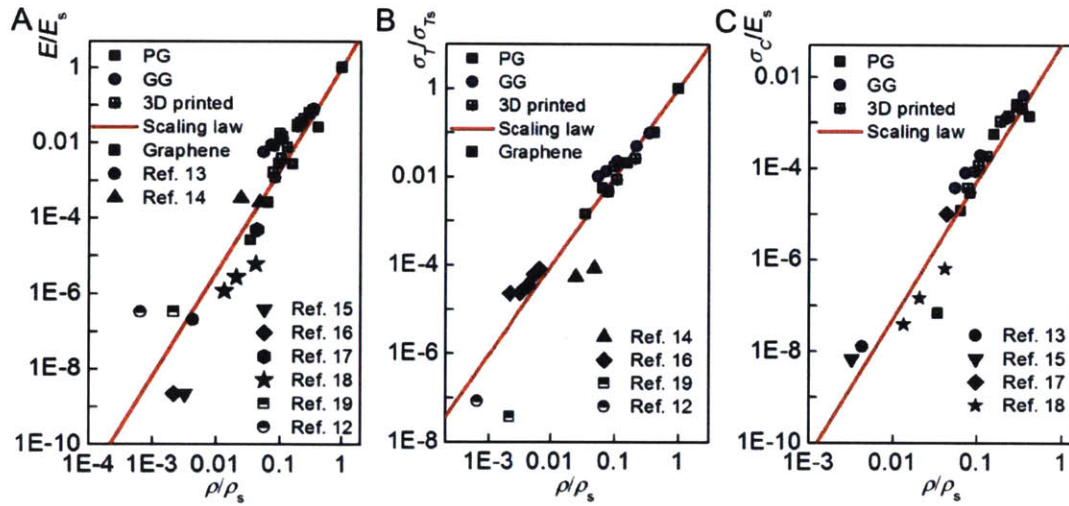 A
E/Es
PG
GG
3D printed
Scaling law
Graphene
Ref. 13
Ref. 14
Ref. 15
Ref. 16
Ref. 17
Ref. 18
Ref. 19
Ref. 12
1
0.01
1E-4
1E-6
1E-8
1E-10
1E-4
1E-3
0.01
0.1
1
ρ/ρs
B
σT/σTs
PG
GG
3D printed
Scaling law
Graphene
Ref. 14
Ref. 16
Ref. 19
Ref. 12
1
0.01
1E-4
1E-6
1E-8
1E-3
0.01
0.1
1
ρ/ρs
C
σC/Es
PG
GG
3D printed
Scaling law
Ref. 13
Ref. 15
Ref. 17
Ref. 18
0.01
1E-4
1E-6
1E-8
1E-10
1E-3
0.01
0.1
1
ρ/ρs